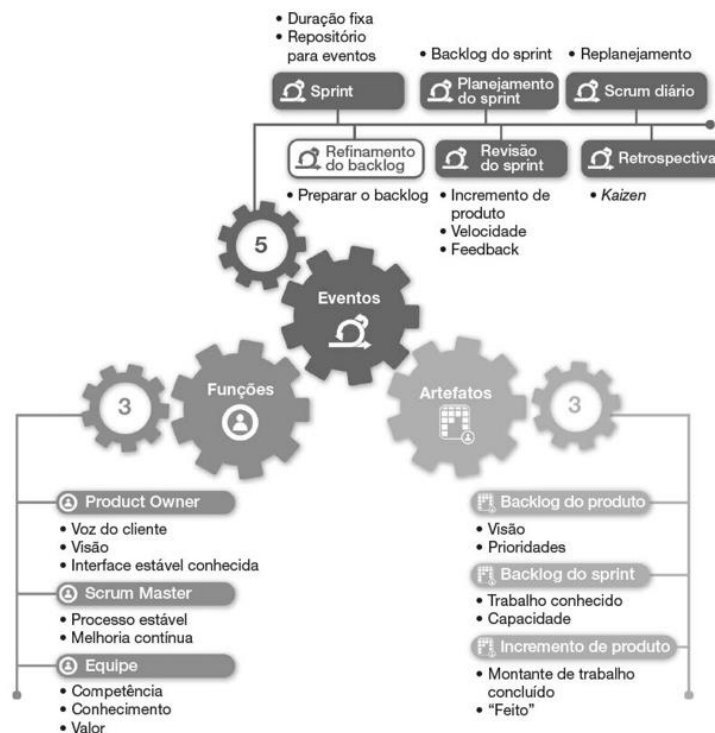 • Duração fixa
• Repositório
para eventos
• Backlog do sprint
• Replanejamento
Sprint
Planejamento
do sprint
Scrum diário
Refinamento
do backlog
Revisão
do sprint
Retrospectiva
• Preparar o backlog
• Incremento de
produto
• Velocidade
• Feedback
• Kaizen
5
Eventos
3
Funções
Artefatos
3
Product Owner
• Voz do cliente
• Visão
• Interface estável conhecida
Scrum Master
• Processo estável
• Melhoria contínua
Equipe
• Competência
• Conhecimento
• Valor
Backlog do produto
• Visão
• Prioridades
Backlog do sprint
• Trabalho conhecido
• Capacidade
Incremento de produto
• Montante de trabalho
concluído
• “Feito”